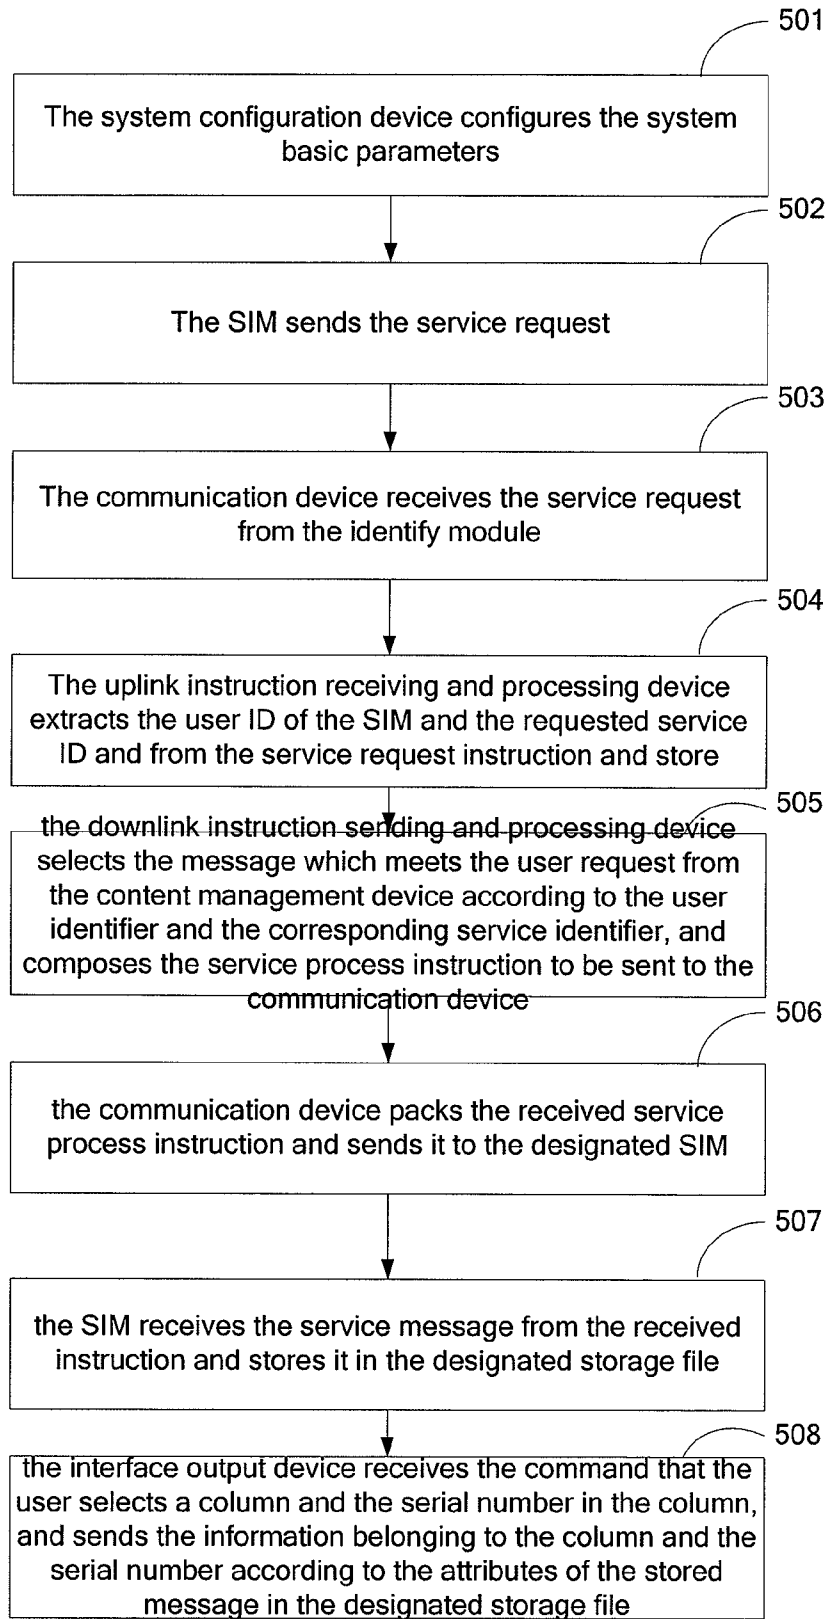 501
The system configuration device configures the system
basic parameters
502
The SIM sends the service request
503
The communication device receives the service request
from the identify module
504
The uplink instruction receiving and processing device
extracts the user ID of the SIM and the requested service
ID and from the service request instruction and store
505
the downlink instruction sending and processing device
selects the message which meets the user request from
the content management device according to the user
identifier and the corresponding service identifier, and
composes the service process instruction to be sent to the
communication device
506
the communication device packs the received service
process instruction and sends it to the designated SIM
507
the SIM receives the service message from the received
instruction and stores it in the designated storage file
508
the interface output device receives the command that the
user selects a column and the serial number in the column,
and sends the information belonging to the column and the
serial number according to the attributes of the stored
message in the designated storage file